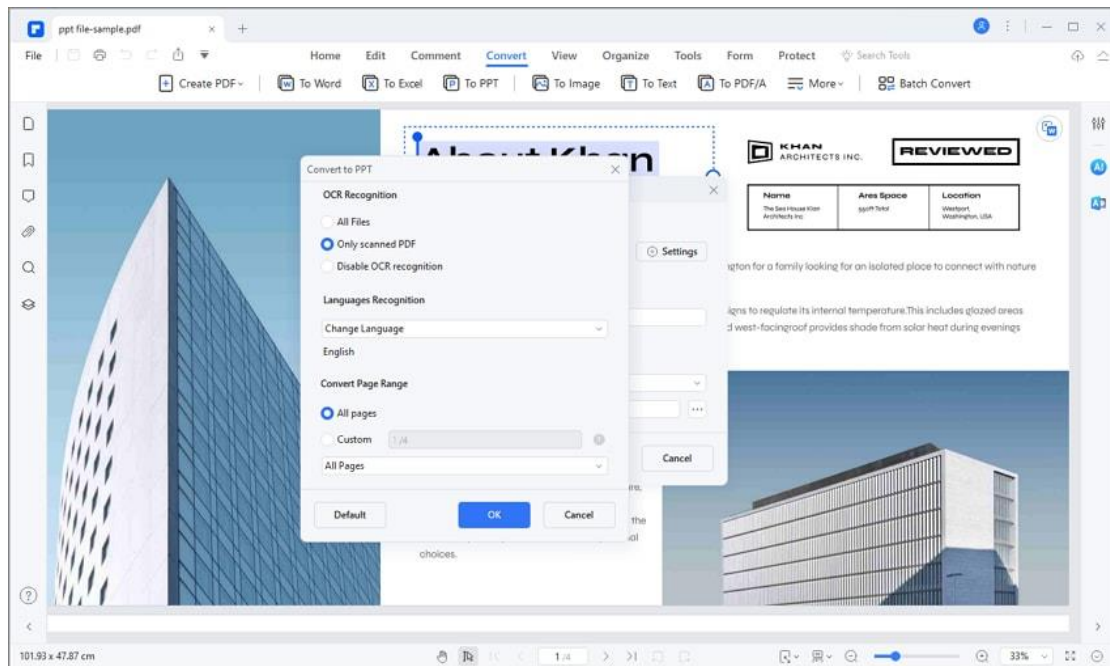 ppt file-sample.pdf
File
Home Edit Comment Convert View Organize Tools Form Protect Search Tools
Create PDF To Word To Excel To PPT To Image To Text To PDF/A More Batch Convert
About Khan
KHAN
ARCHITECTS INC.
REVIEWED
Name Ares Space Location
The Sea House Klan Architects Inc
550ft Total
Westport,
Washington, USA
Convert to PPT
OCR Recognition
All Files
Only scanned PDF
Disable OCR recognition
Settings
Languages Recognition
Change Language
English
Convert Page Range
All pages
Custom 1 /4
All Pages
Default OK Cancel
Cancel
ngton for a family looking for an isolated place to connect with nature
igns to regulate its internal temperature.This includes glazed areas
d west-facingroof provides shade from solar heat during evenings
the
choices.
AI
101.93 x 47.87 cm
1 /4
33%